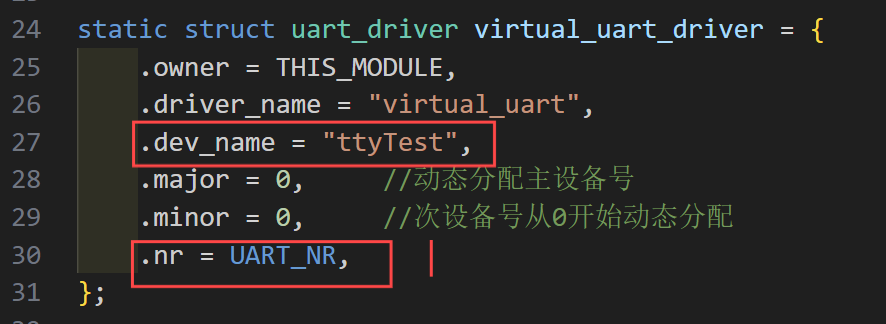 24 static struct uart_driver virtual_uart_driver = {
25 .owner = THIS_MODULE,
26 .driver_name = "virtual_uart",
27 .dev_name = "ttyTest",
28 .major = 0, //动态分配主设备号
29 .minor = 0, //次设备号从0开始动态分配
30 .nr = UART_NR,
31 };